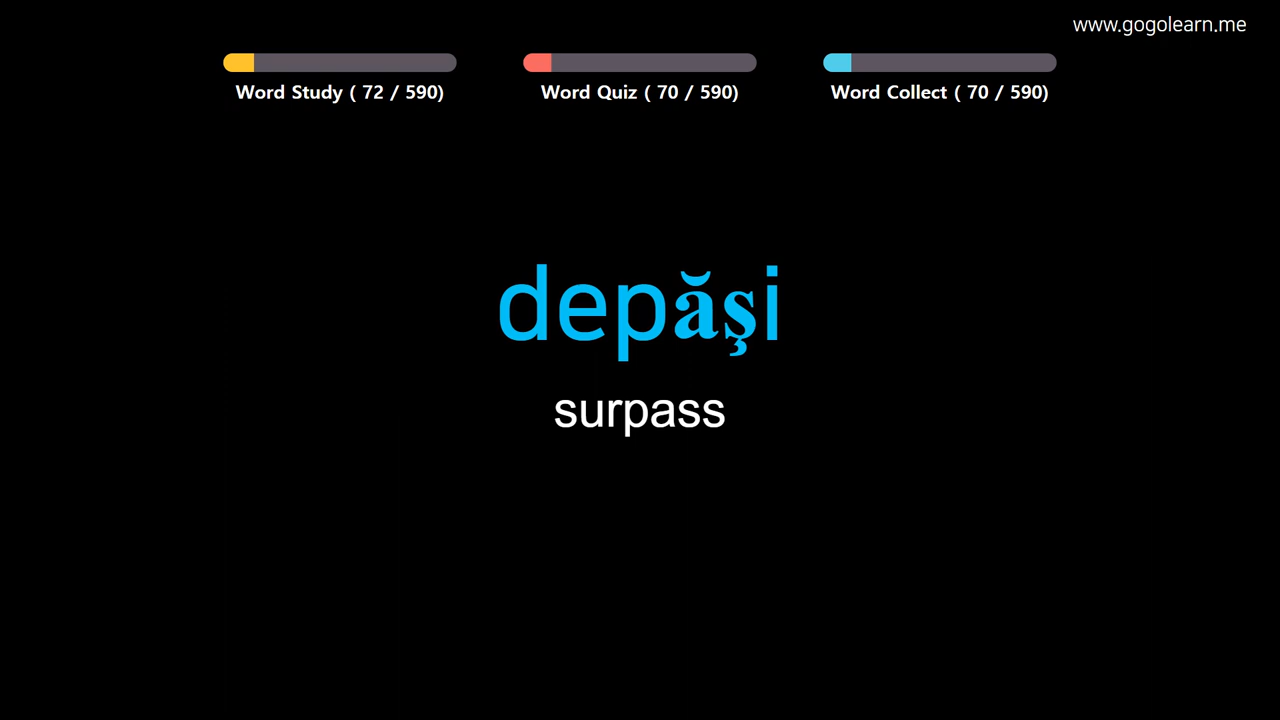 www.gogolearn.me
Word Study ( 72 / 590)
Word Quiz ( 70 / 590)
Word Collect ( 70 / 590)
depăşi
surpass